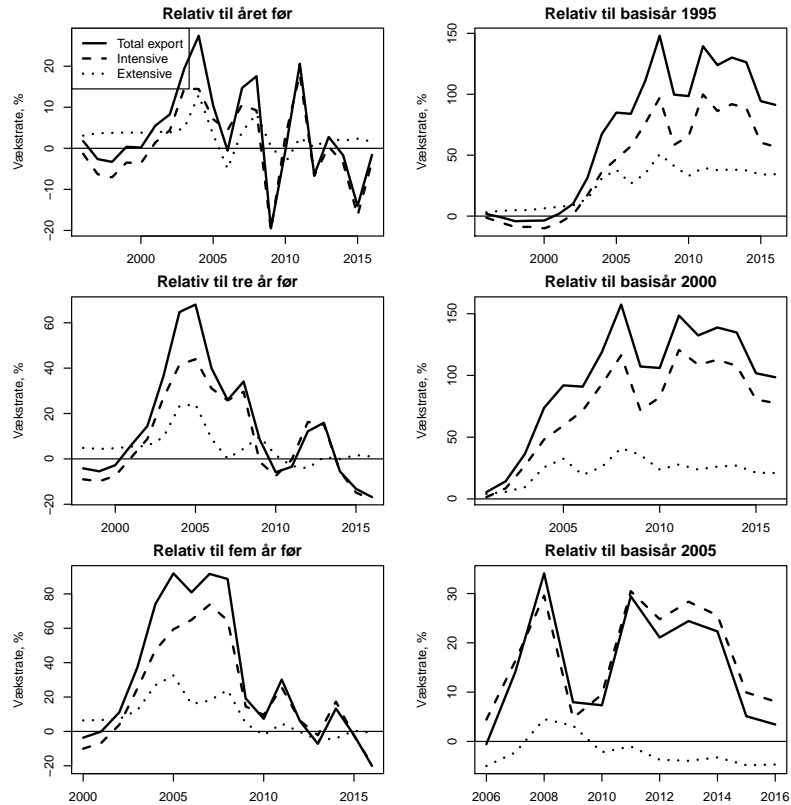 Relativ til året før
Vækstrate, %
Total export
Intensive
Extensive
20
10
0
−10
−20
2000 2005 2010 2015
Relativ til basisår 1995
Vækstrate, %
150
100
50
0
2000 2005 2010 2015
Relativ til tre år før
Vækstrate, %
60
40
20
0
−20
2000 2005 2010 2015
Relativ til basisår 2000
Vækstrate, %
150
100
50
0
2005 2010 2015
Relativ til fem år før
Vækstrate, %
80
60
40
20
0
−20
2000 2005 2010 2015
Relativ til basisår 2005
Vækstrate, %
30
20
10
0
2006 2008 2010 2012 2014 2016